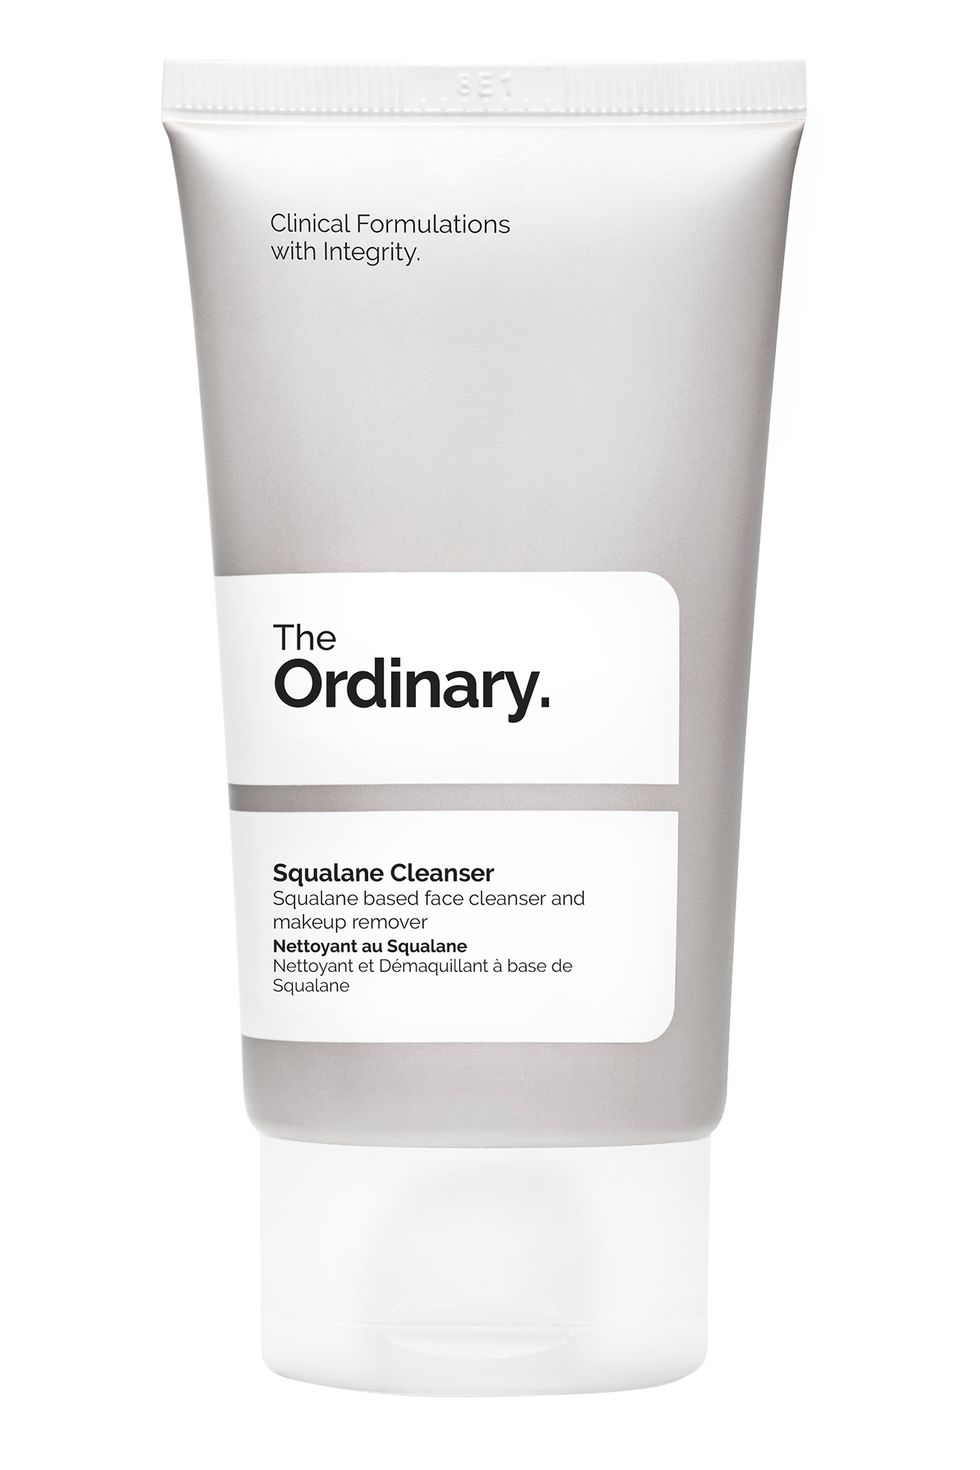 8E1
Clinical Formulations
with Integrity.
The
Ordinary.
Squalane Cleanser
Squalane based face cleanser and
makeup remover
Nettoyant au Squalane
Nettoyant et Démaquillant à base de
Squalane